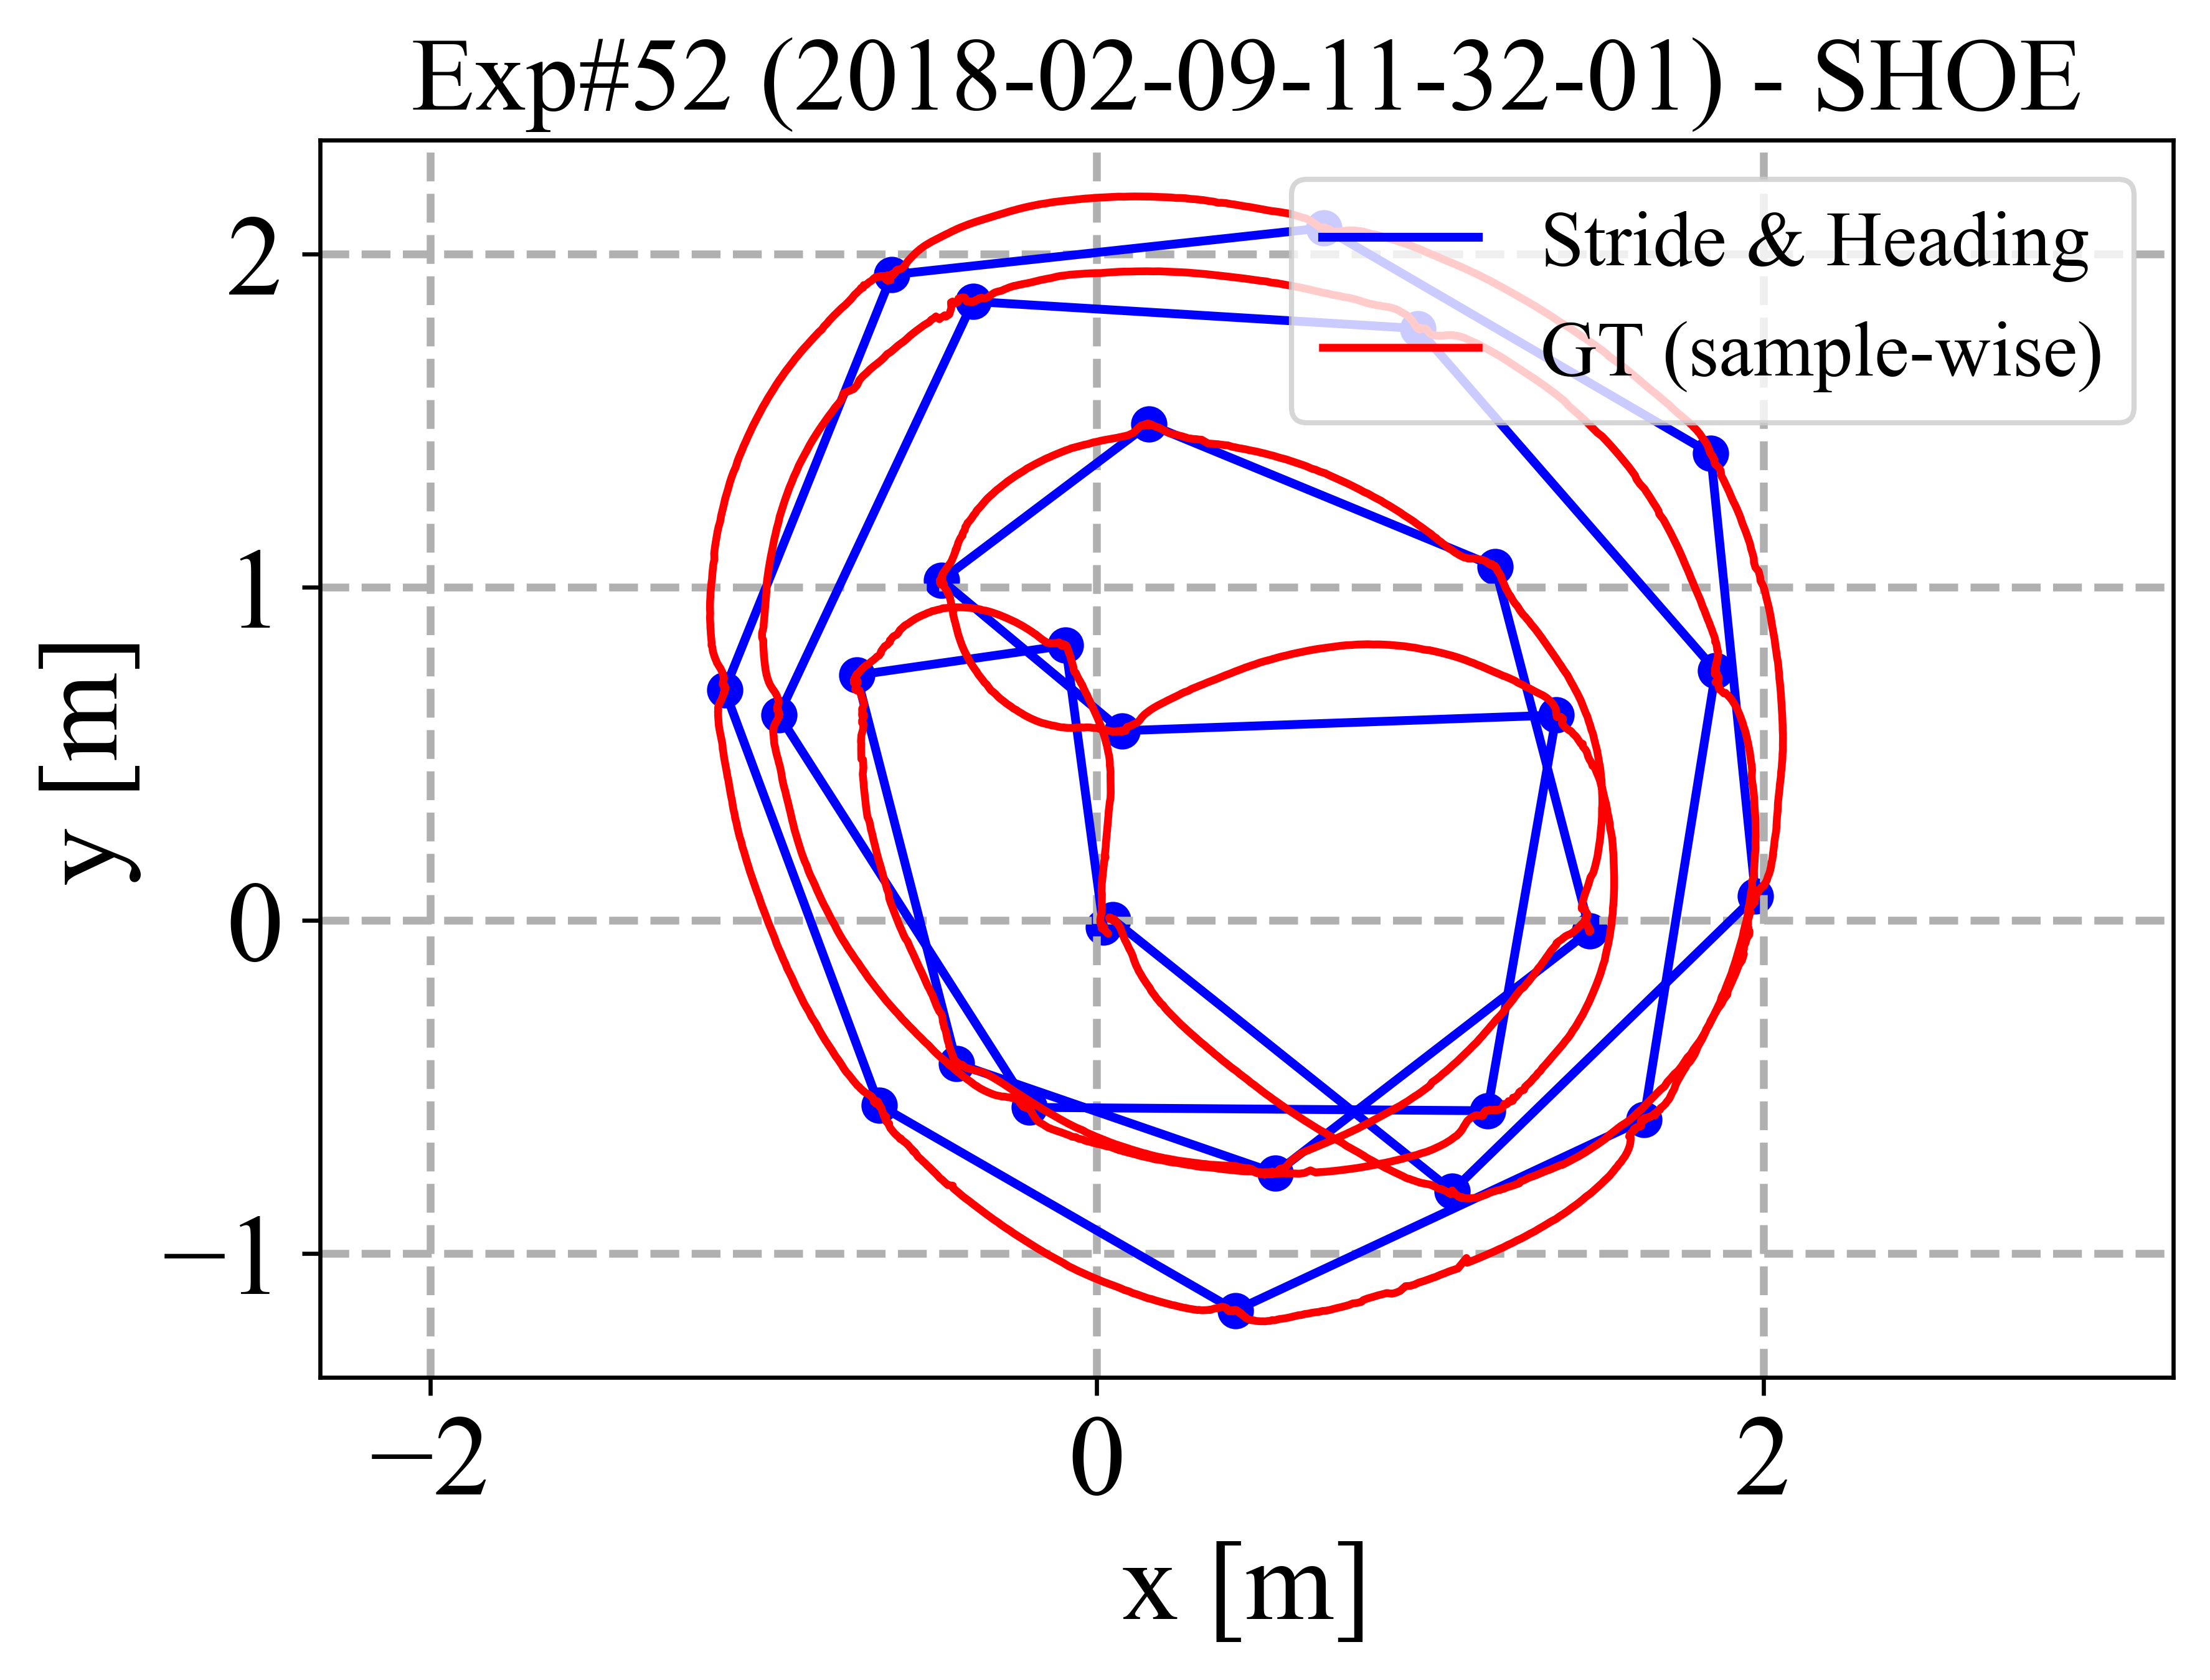 Exp#52 (2018-02-09-11-32-01) - SHOE
Stride & Heading
GT (sample-wise)
2
1
0
−1
y [m]
−2
0
2
x [m]